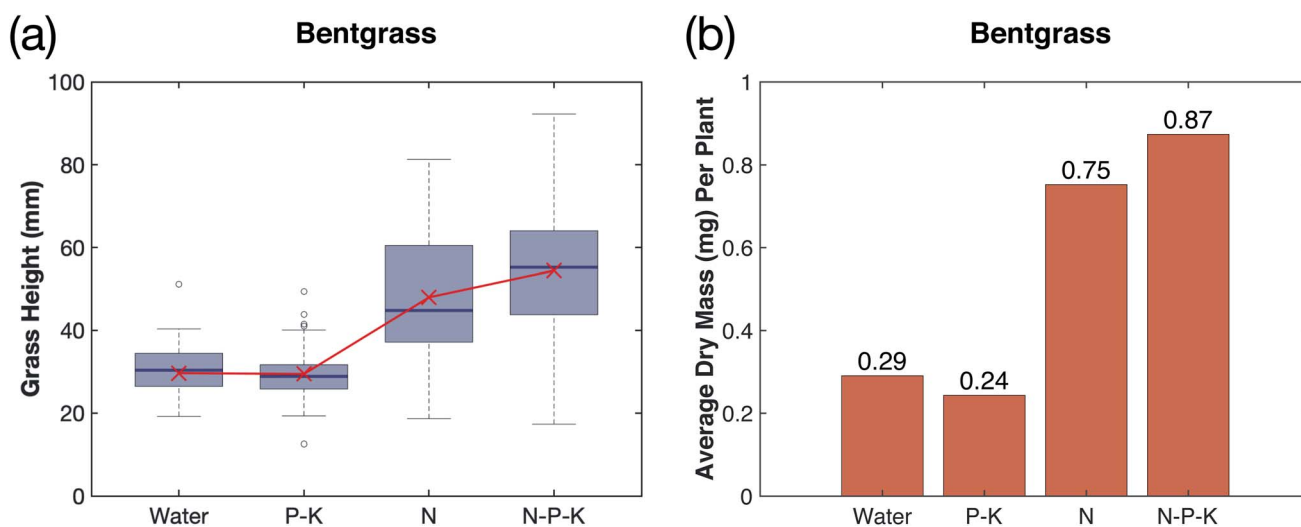 (a)
Bentgrass
Grass Height (mm)
100
80
60
40
20
0
Water P-K N N-P-K
(b)
Bentgrass
Average Dry Mass (mg) Per Plant
1
0.8
0.6
0.4
0.2
0
0.29
0.24
0.75
0.87
Water P-K N N-P-K